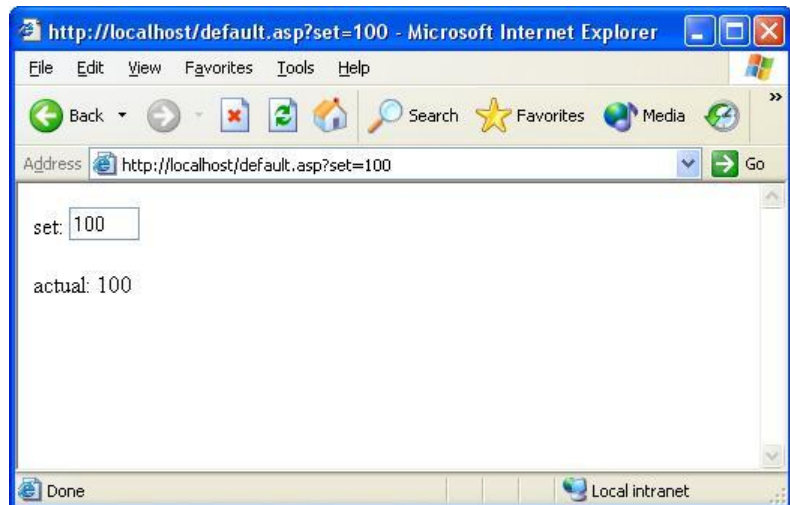 http://localhost/default.asp?set=100 - Microsoft Internet Explorer
File Edit View Favorites Tools Help
Back Search Favorites Media »
Address http://localhost/default.asp?set=100 Go
set: 100
actual: 100
Done Local intranet